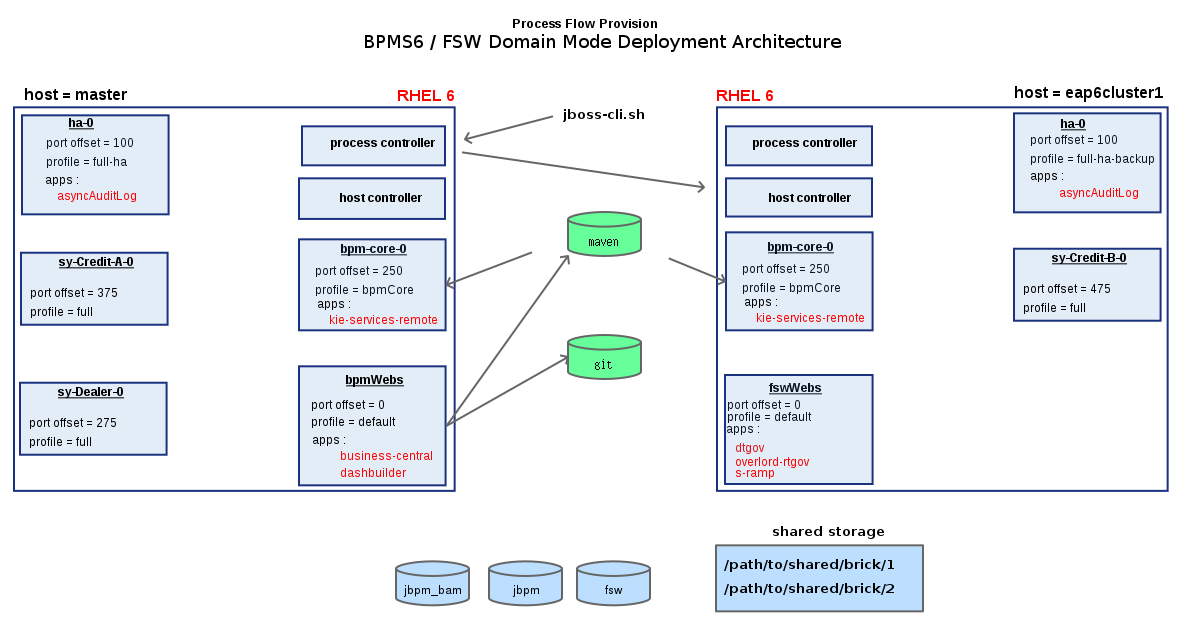 Process Flow Provision
BPMS6 / FSW Domain Mode Deployment Architecture
host = master
RHEL 6
ha-0
port offset = 100
profile = full-ha
apps :
asyncAuditLog
process controller
host controller
sy-Credit-A-0
port offset = 375
profile = full
bpm-core-0
port offset = 250
profile = bpmCore
apps :
kie-services-remote
sy-Dealer-0
port offset = 275
profile = full
bpmWebs
port offset = 0
profile = default
apps :
business-central
dashbuilder
jboss-cli.sh
maven
git
RHEL 6
host = eap6cluster1
process controller
host controller
ha-0
port offset = 100
profile = full-ha-backup
apps :
asyncAuditLog
bpm-core-0
port offset = 250
profile = bpmCore
apps :
kie-services-remote
sy-Credit-B-0
port offset = 475
profile = full
fswWebs
port offset = 0
profile = default
apps :
dtgov
overlord-rtgov
s-ramp
jbpm_bam
jbpm
fsw
shared storage
/path/to/shared/brick/1
/path/to/shared/brick/2